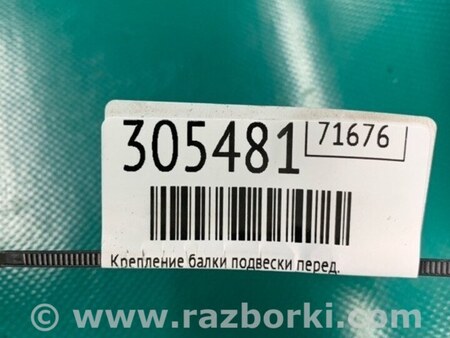 305481 71676
Крепление балки подвески перед.
© www.razborki.com